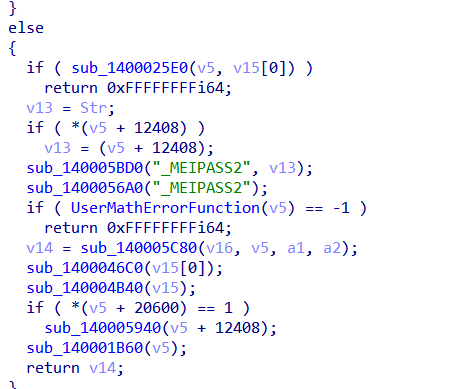 }
else
{
if ( sub_1400025E0(v5, v15[0]) )
return 0xFFFFFFFFi64;
v13 = Str;
if ( *(v5 + 12408) )
v13 = (v5 + 12408);
sub_140005BD0("_MEIPASS2", v13);
sub_1400056A0("_MEIPASS2");
if ( UserMathErrorFunction(v5) == -1 )
return 0xFFFFFFFFi64;
v14 = sub_140005C80(v16, v5, a1, a2);
sub_1400046C0(v15[0]);
sub_140004B40(v15);
if ( *(v5 + 20600) == 1 )
sub_140005940(v5 + 12408);
sub_140001B60(v5);
return v14;
}